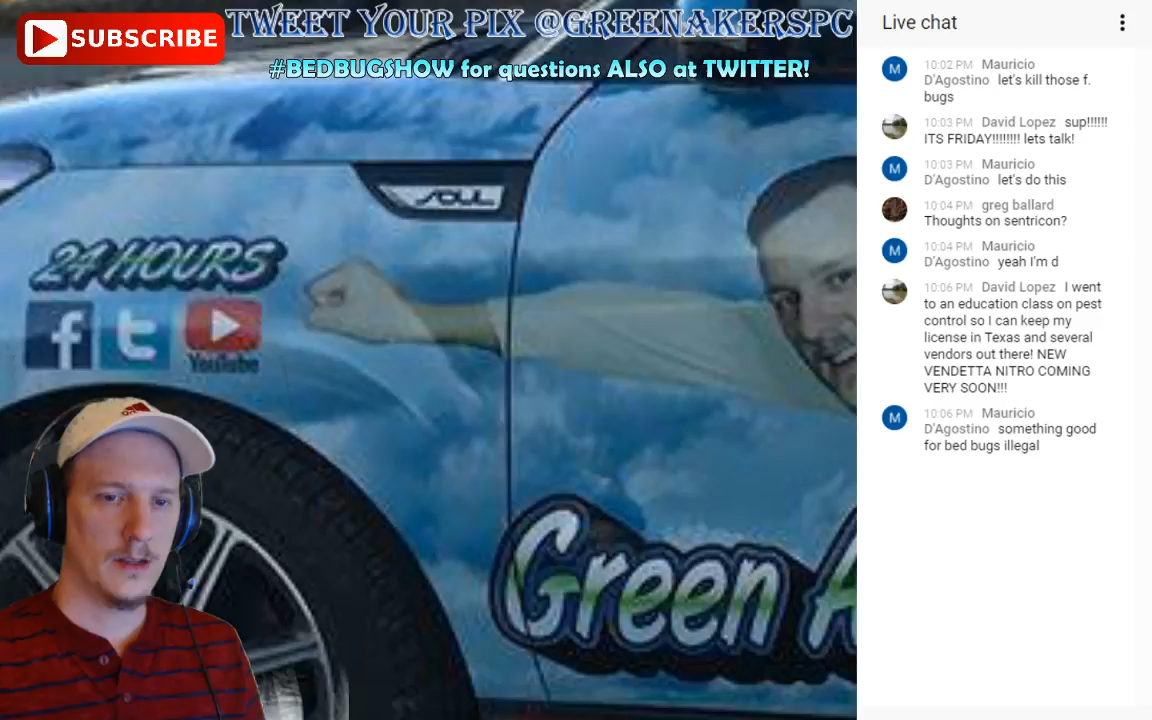 TWEET YOUR PIX @GREENAKERSPC
SUBSCRIBE
#BEDBUGSHOW for questions ALSO at TWITTER!
SOUL
24 HOURS
f t YouTube
Green A
Live chat
M 10:02 PM Mauricio
D'Agostino let's kill those f.
bugs
10:03 PM David Lopez sup!!!!!!
ITS FRIDAY!!!!!!!! lets talk!
M 10:03 PM Mauricio
D'Agostino let's do this
10:04 PM greg ballard
Thoughts on sentricon?
M 10:04 PM Mauricio
D'Agostino yeah I'm d
10:06 PM David Lopez I went
to an education class on pest
control so I can keep my
license in Texas and several
vendors out there! NEW
VENDETTA NITRO COMING
VERY SOON!!!
M 10:06 PM Mauricio
D'Agostino something good
for bed bugs illegal